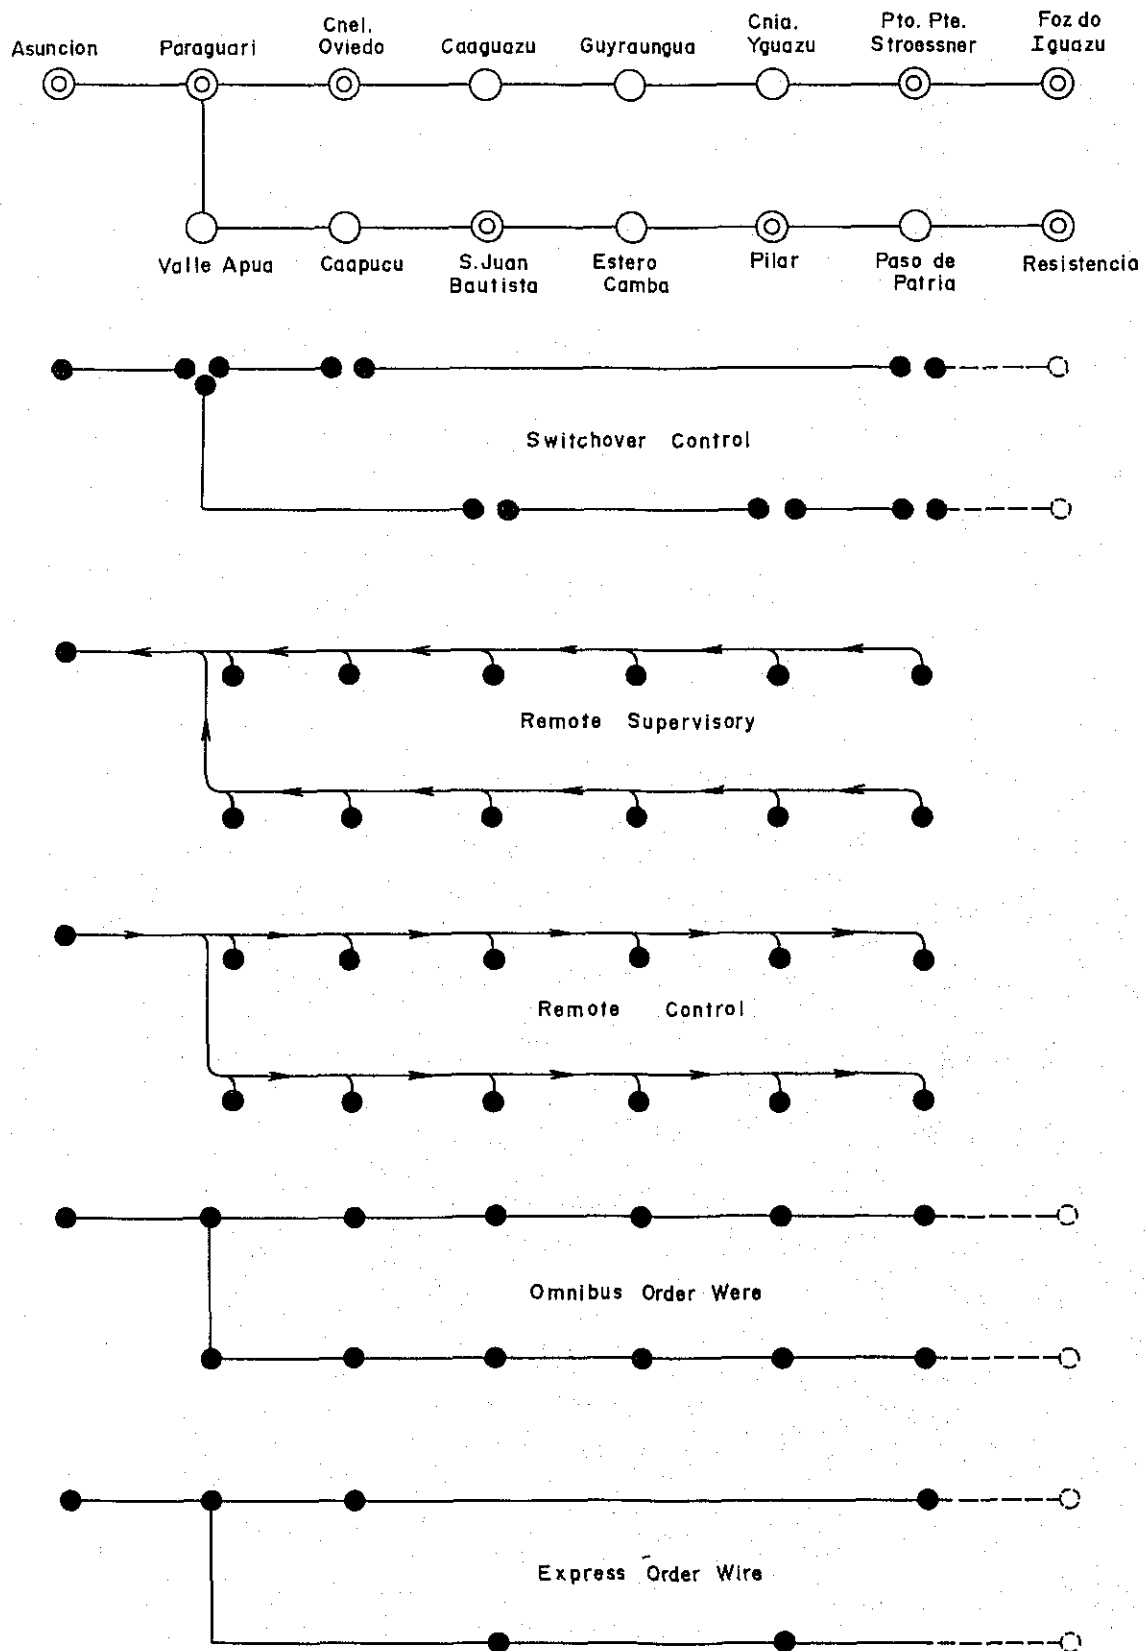 Asuncion
Paraguari
Cnel.
Oviedo
Caaguazu
Guyraungua
Cnia.
Yguazu
Pto. Pte.
Stroessner
Foz do
Iguazu
Valle Apua
Caapucu
S.Juan
Bautista
Estero
Camba
Pilar
Paso de
Patria
Resistencia
Switchover Control
Remote Supervisory
Remote Control
Omnibus Order Were
Express Order Wire